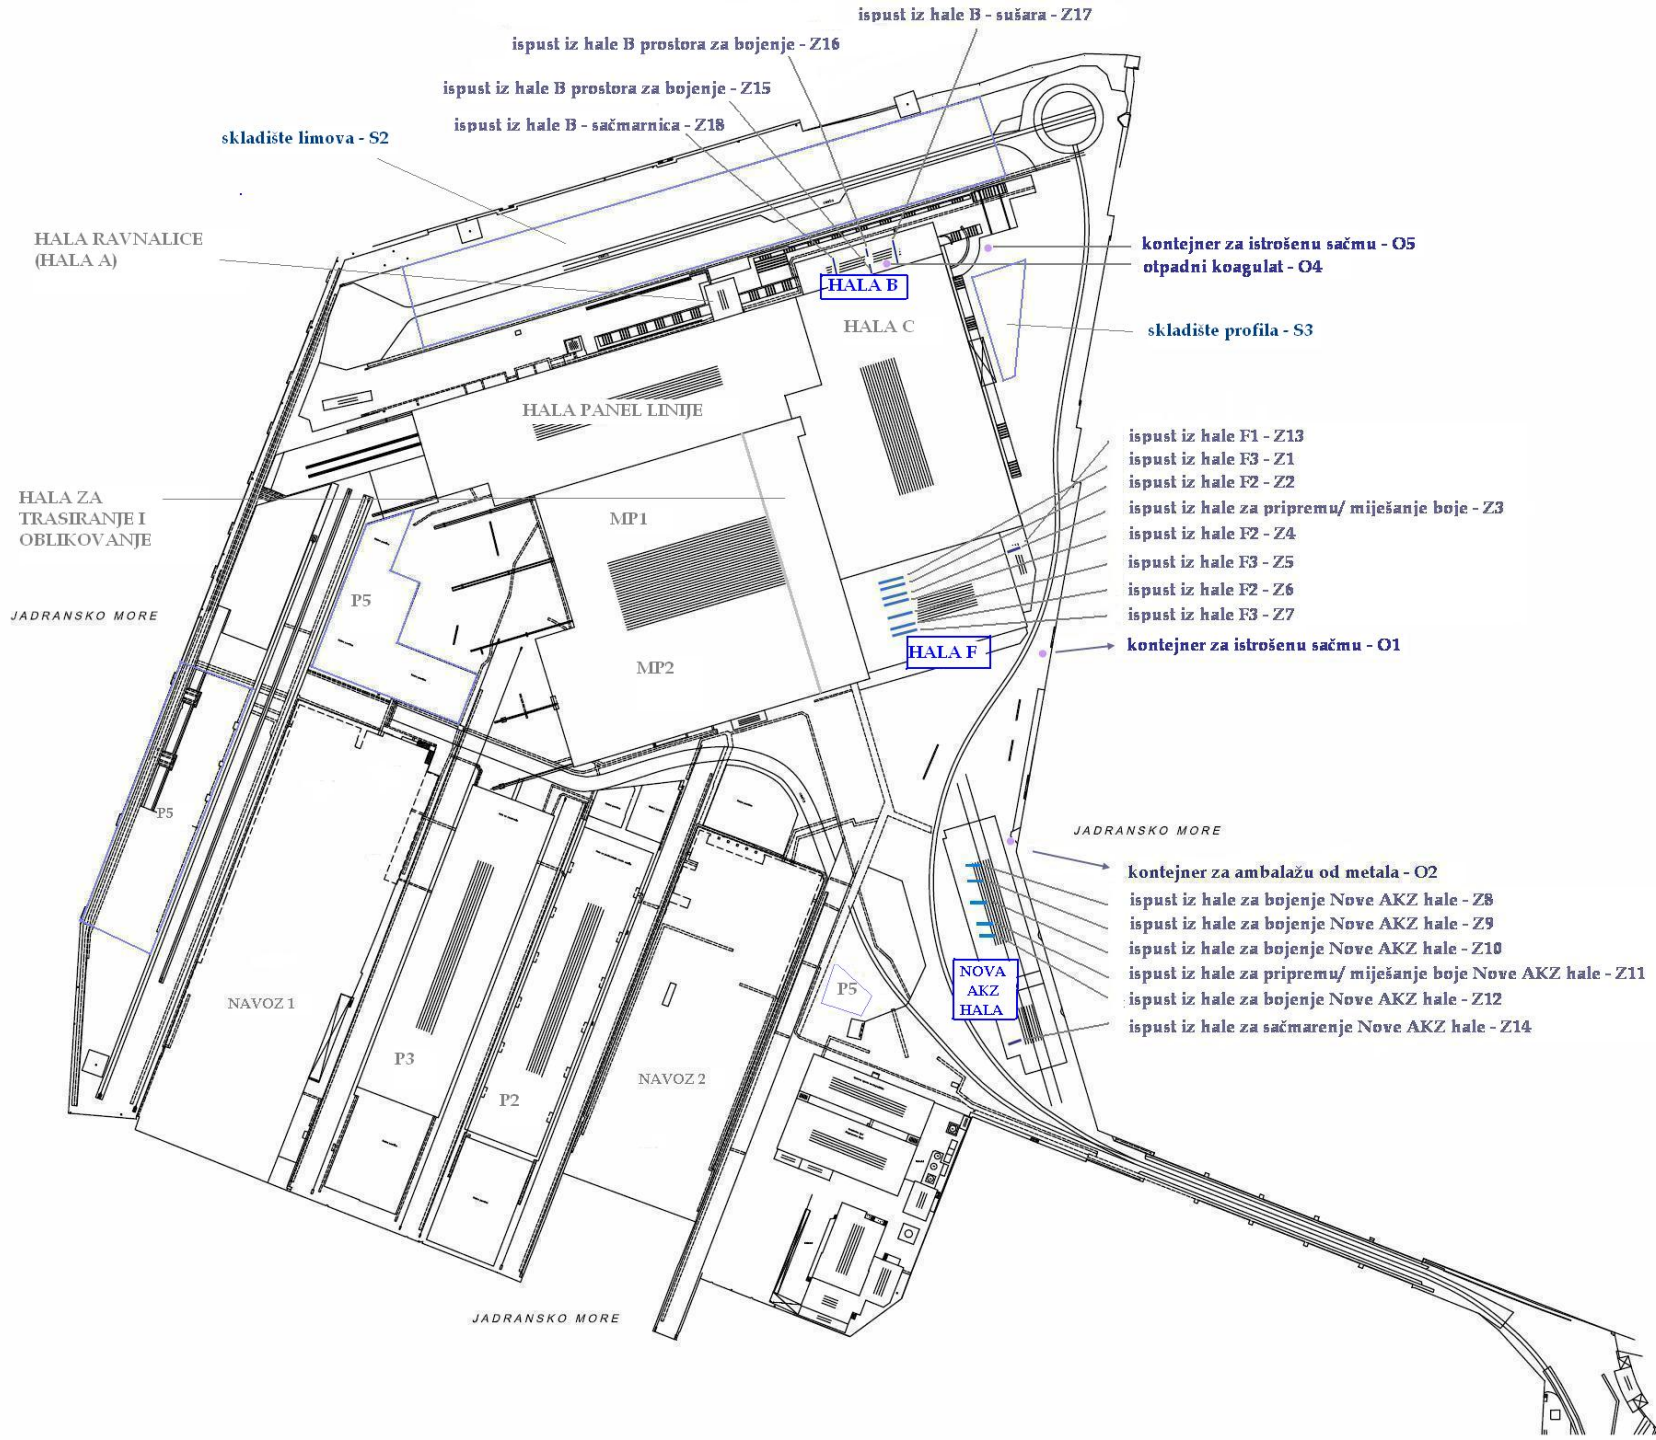 ispust iz hale B - sušara - Z17
ispust iz hale B prostora za bojenje - Z16
ispust iz hale B prostora za bojenje - Z15
ispust iz hale B - sačmarnica - Z18
skladište limova - S2
HALA RAVNALICE
(HALA A)
kontejner za istrošenu sačmu - O5
otpadni koagulat - O4
HALA B
HALA C
skladište profila - S3
HALA PANEL LINIJE
ispust iz hale F1 - Z13
ispust iz hale F3 - Z1
ispust iz hale F2 - Z2
ispust iz hale za pripremu/ miješanje boje - Z3
ispust iz hale F2 - Z4
ispust iz hale F3 - Z5
ispust iz hale F2 - Z6
ispust iz hale F3 - Z7
HALA ZA
TRASIRANJE I
OBLIKOVANJE
MP1
P5
JADRANSKO MORE
HALA F
kontejner za istrošenu sačmu - O1
MP2
P5
JADRANSKO MORE
kontejner za ambalažu od metala - O2
ispust iz hale za bojenje Nove AKZ hale - Z8
ispust iz hale za bojenje Nove AKZ hale - Z9
ispust iz hale za bojenje Nove AKZ hale - Z10
ispust iz hale za pripremu/ miješanje boje Nove AKZ hale - Z11
ispust iz hale za bojenje Nove AKZ hale - Z12
ispust iz hale za sačmarenje Nove AKZ hale - Z14
NOVA
AKZ
HALA
P5
NAVOZ 1
P3
P2
NAVOZ 2
JADRANSKO MORE